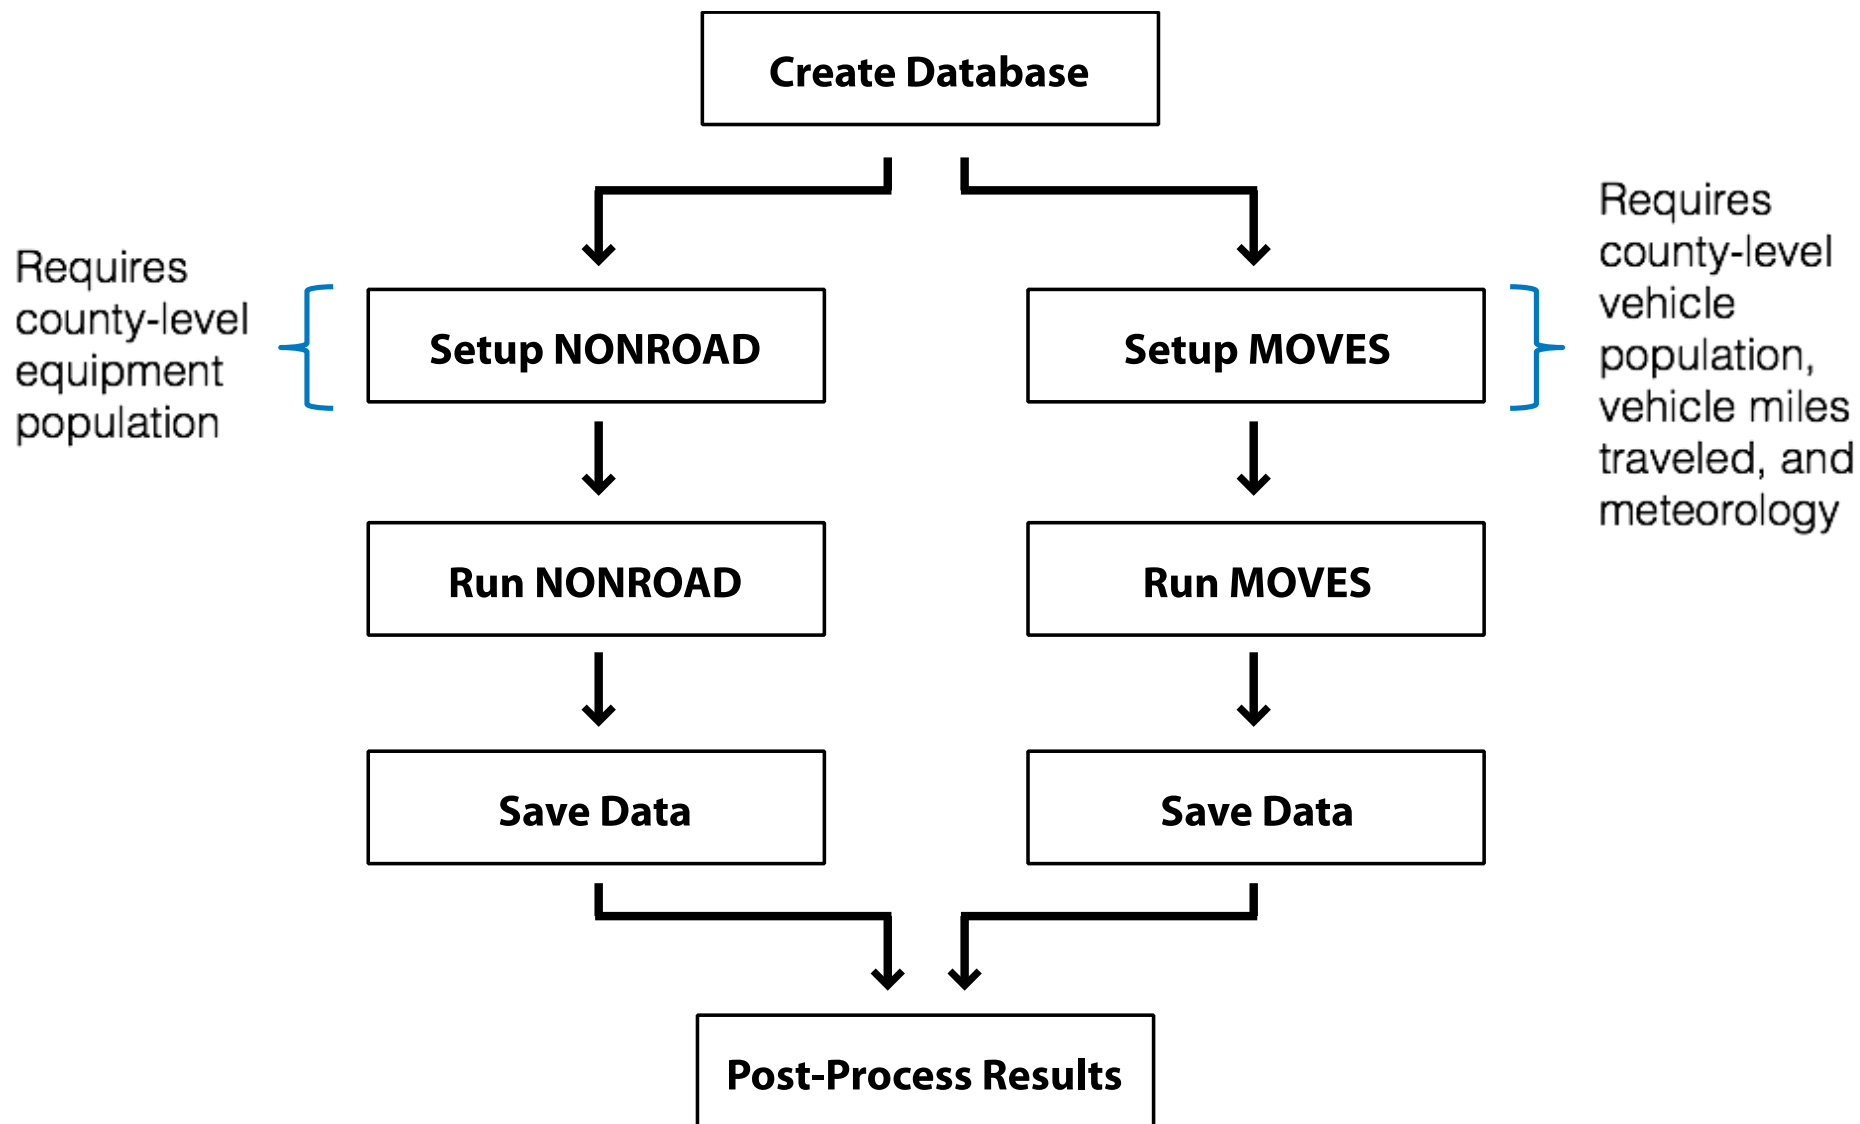 Create Database
Requires
county-level
equipment
population
Setup NONROAD
Setup MOVES
Requires
county-level
vehicle
population,
vehicle miles
traveled, and
meteorology
Run NONROAD
Run MOVES
Save Data
Save Data
Post-Process Results